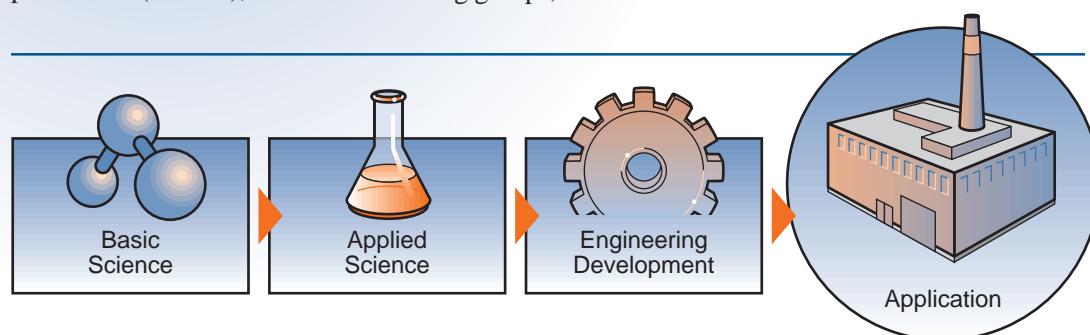 Basic
Science
Applied
Science
Engineering
Development
Application